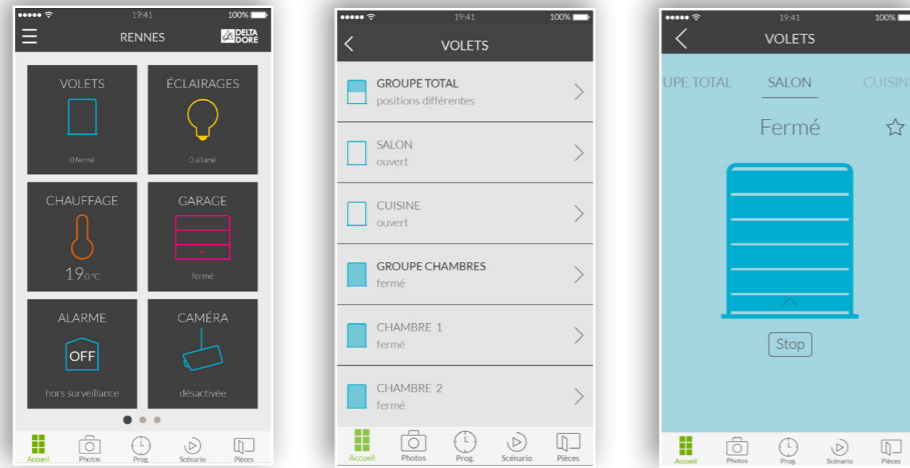 19:41
100%
RENNES
DELTA DORE
VOLETS
ÉCLAIRAGES
0 fermé
0 allumé
CHAUFFAGE
GARAGE
19,0 °C
fermé
ALARME
CAMÉRA
OFF
hors surveillance
désactivée
Accueil
Photos
Prog.
Scénario
Pièces
19:41
100%
VOLETS
GROUPE TOTAL
positions différentes
SALON
ouvert
CUISINE
ouvert
GROUPE CHAMBRES
fermé
CHAMBRE 1
fermé
CHAMBRE 2
fermé
Accueil
Photos
Prog.
Scénario
Pièces
19:41
100%
VOLETS
UPE TOTAL
SALON
CUISIN
Fermé
Stop
Accueil
Photos
Prog.
Scénario
Pièces